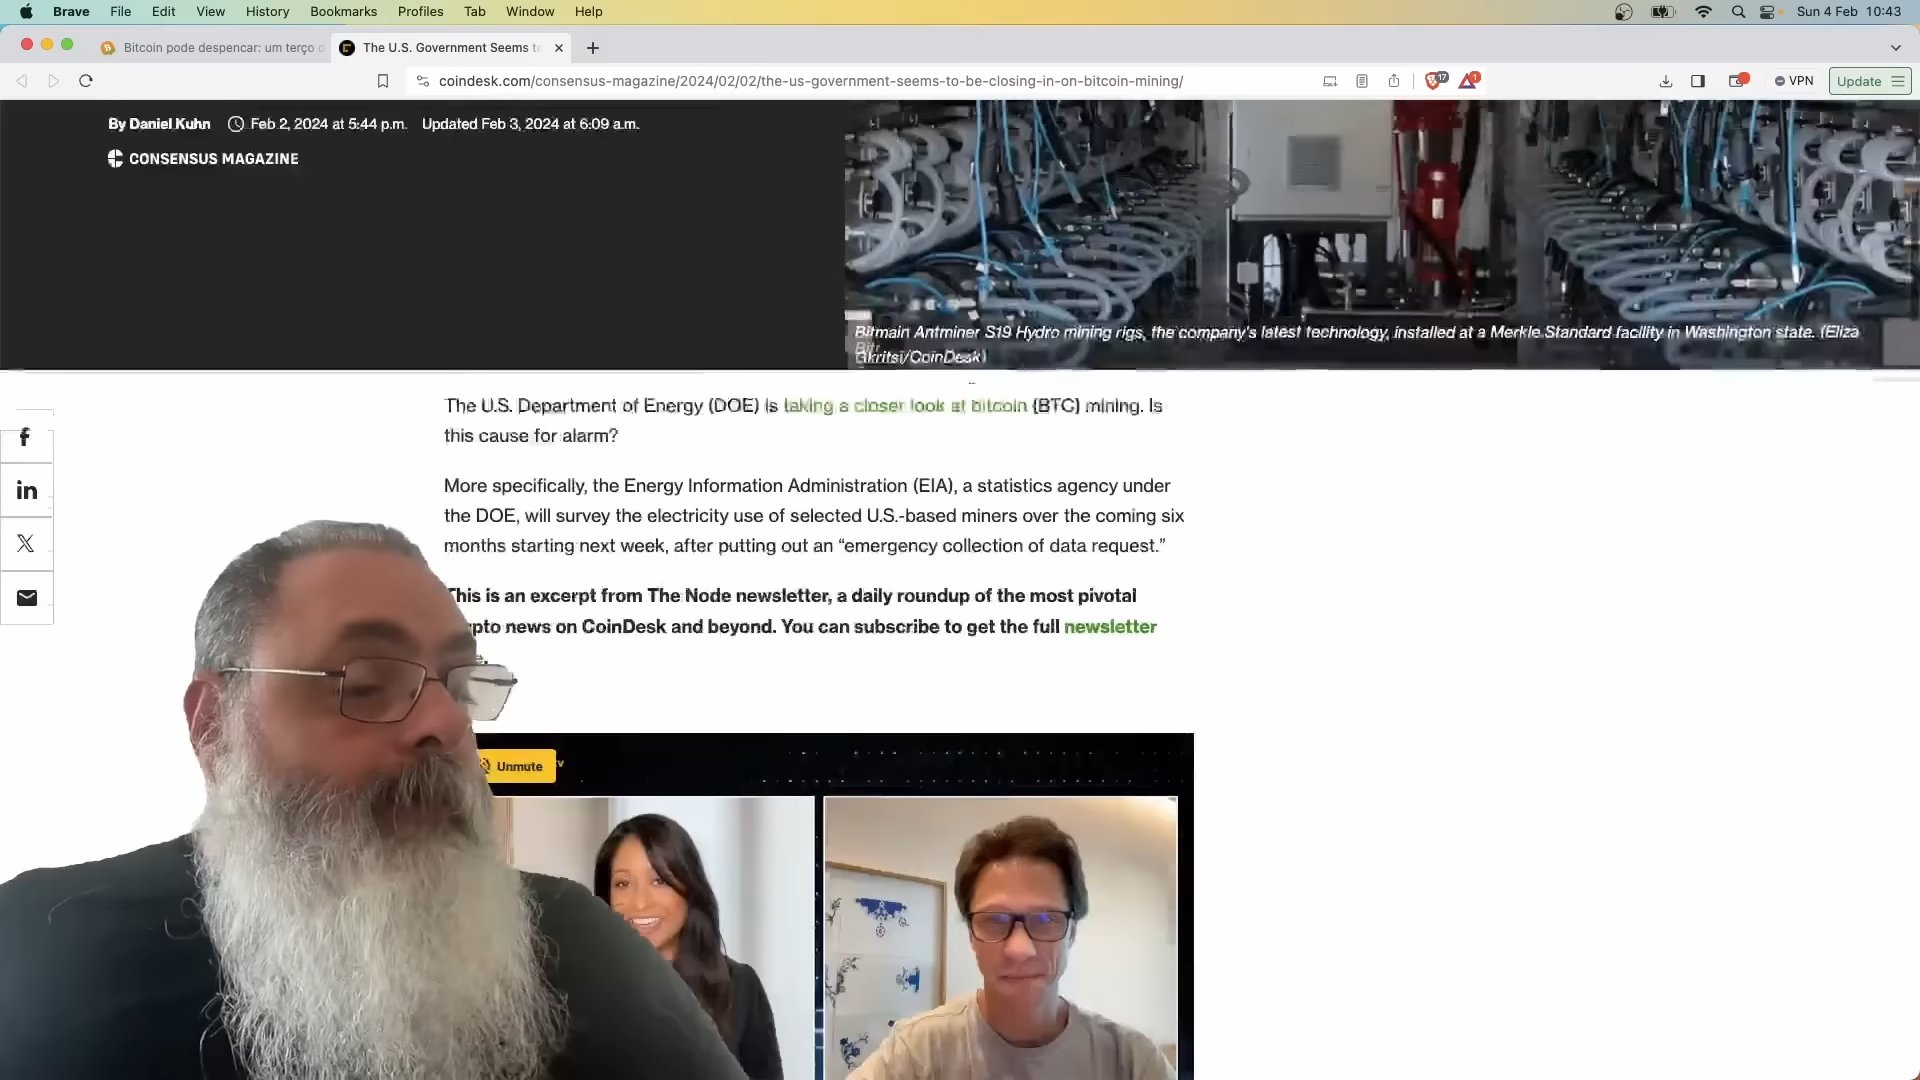 Brave File Edit View History Bookmarks Profiles Tab Window Help Sun 4 Feb 10:43
Bitcoin pode despencar: um terço o The U.S. Government Seems to
coindesk.com/consensus-magazine/2024/02/02/the-us-government-seems-to-be-closing-in-on-bitcoin-mining/ 17 1 VPN Update
By Daniel Kuhn Feb 2, 2024 at 5:44 p.m. Updated Feb 3, 2024 at 6:09 a.m.
CONSENSUS MAGAZINE
Bitmain Antminer S19 Hydro mining rigs, the company's latest technology, installed at a Merkle Standard facility in Washington state. (Eliza
Gkritsi/CoinDesk)
The U.S. Department of Energy (DOE) is taking a closer look at bitcoin (BTC) mining. Is
this cause for alarm?
More specifically, the Energy Information Administration (EIA), a statistics agency under
the DOE, will survey the electricity use of selected U.S.-based miners over the coming six
months starting next week, after putting out an “emergency collection of data request.”
This is an excerpt from The Node newsletter, a daily roundup of the most pivotal
ypto news on CoinDesk and beyond. You can subscribe to get the full newsletter
Unmute